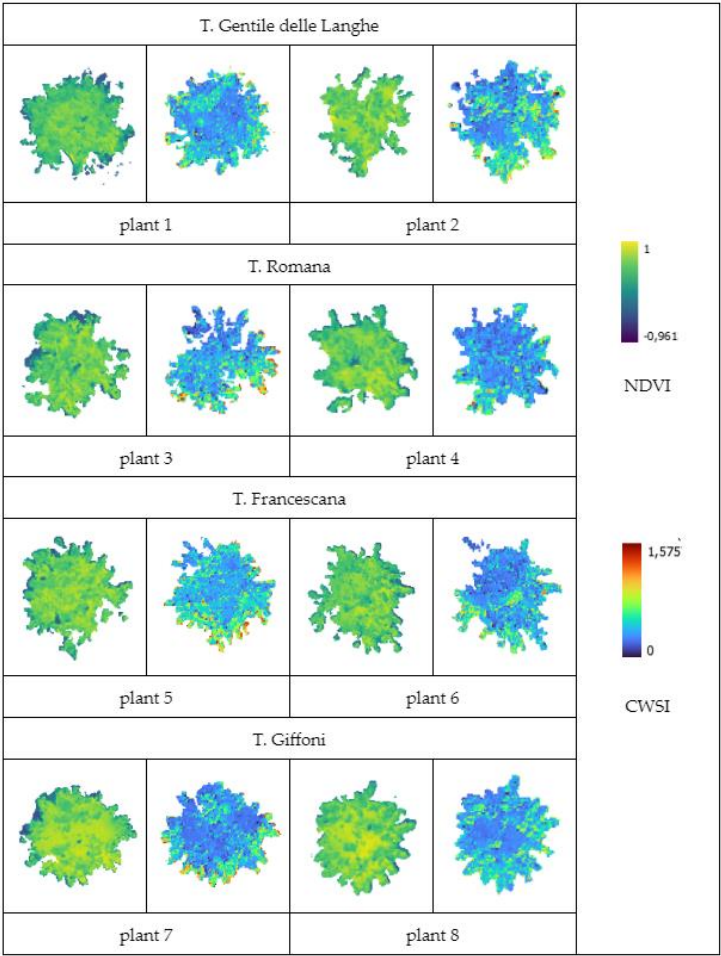 T. Gentile delle Langhe
plant 1
plant 2
T. Romana
plant 3
plant 4
T. Francescana
plant 5
plant 6
T. Giffoni
plant 7
plant 8
1
-0,961
NDVI
1,575
0
CWSI